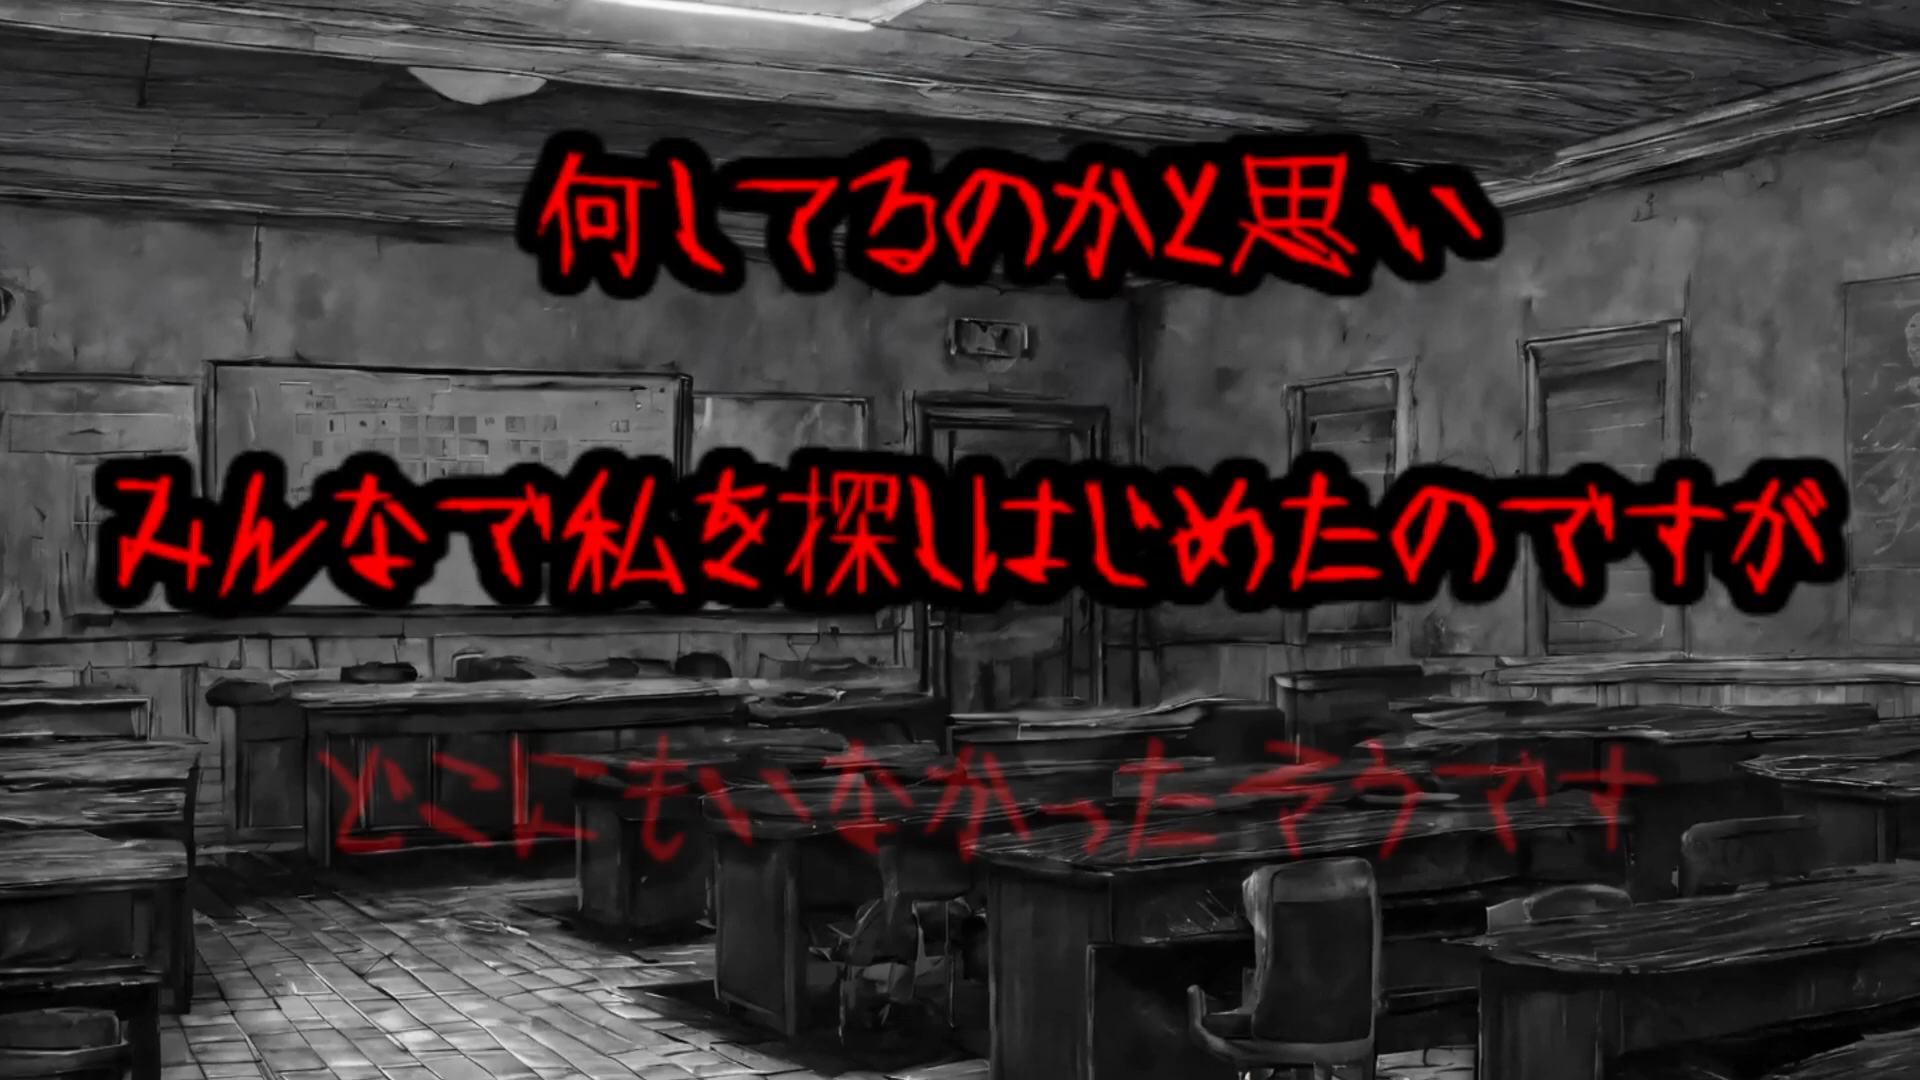 何してるのかと思い
みんなで私を探しはじめたのですが
どこにもいなかったそうです